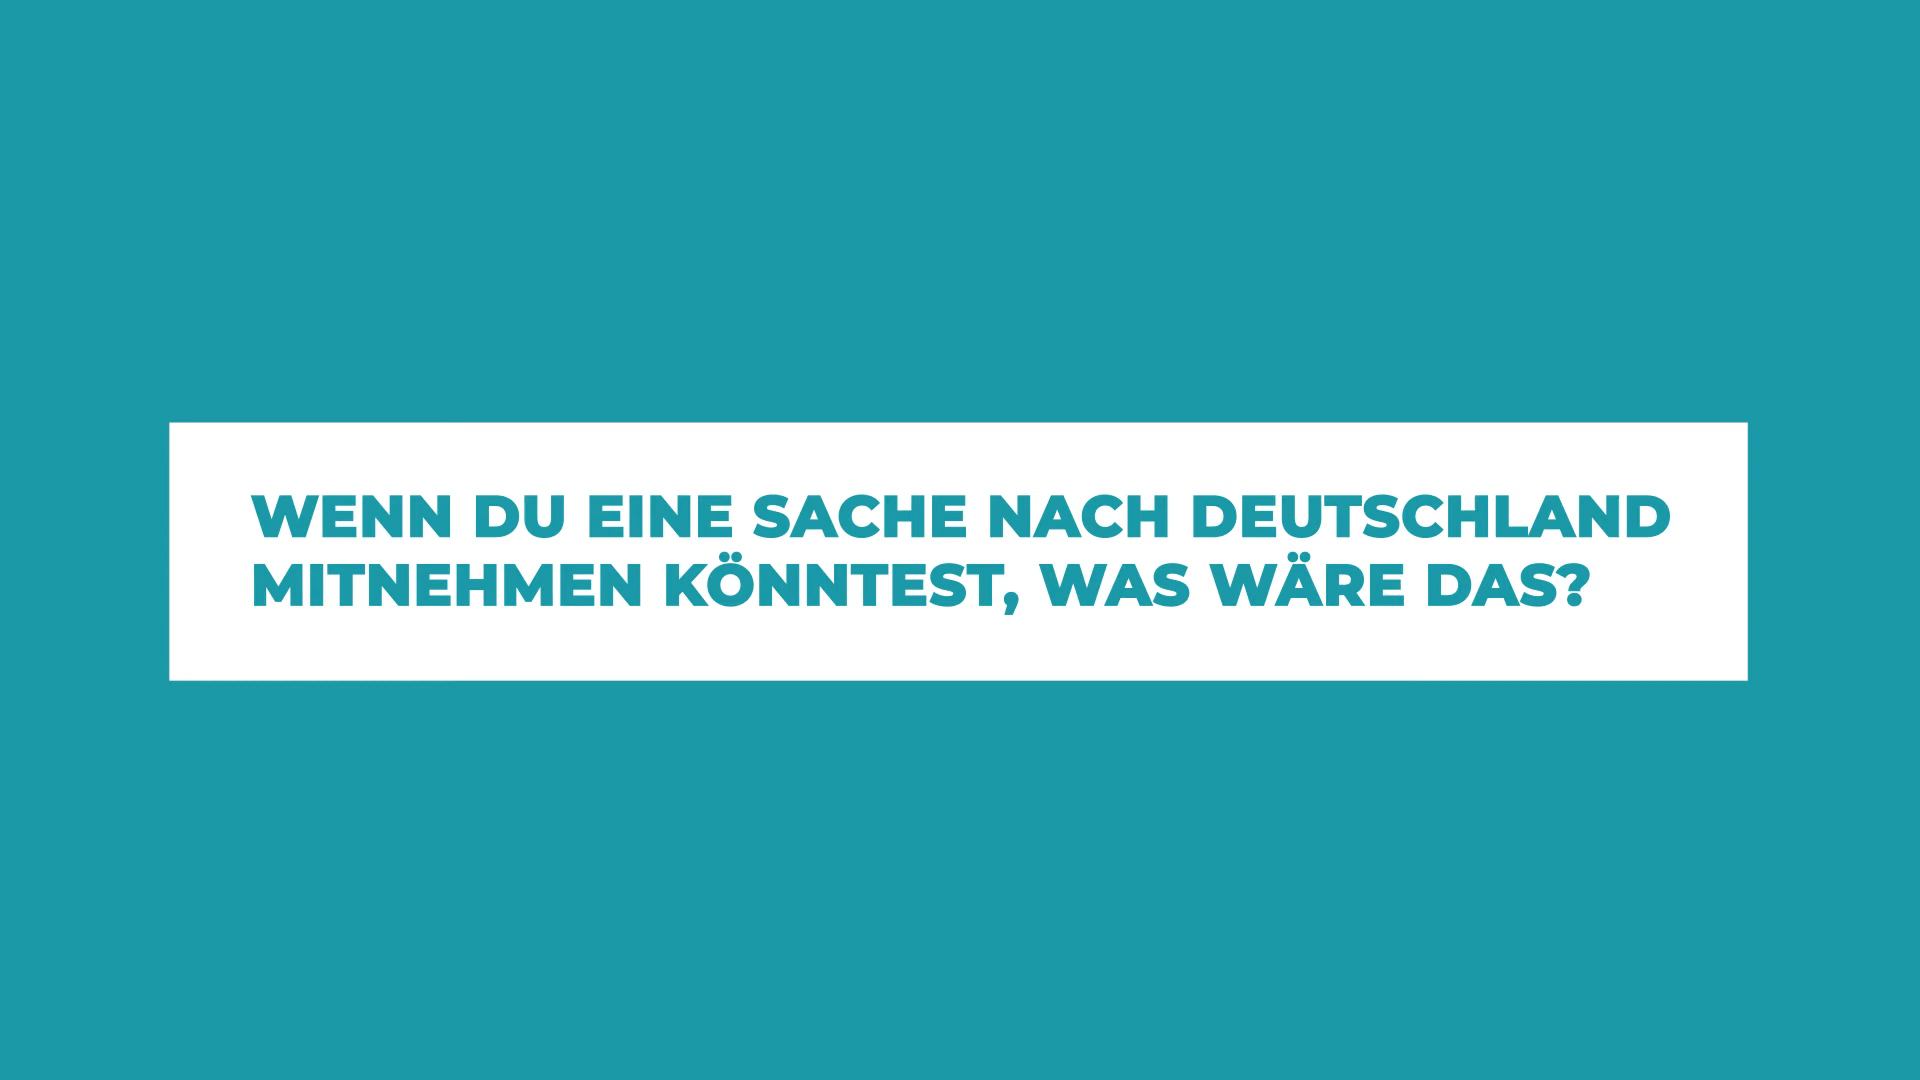 WENN DU EINE SACHE NACH DEUTSCHLAND
MITNEHMEN KÖNNTEST, WAS WÄRE DAS?